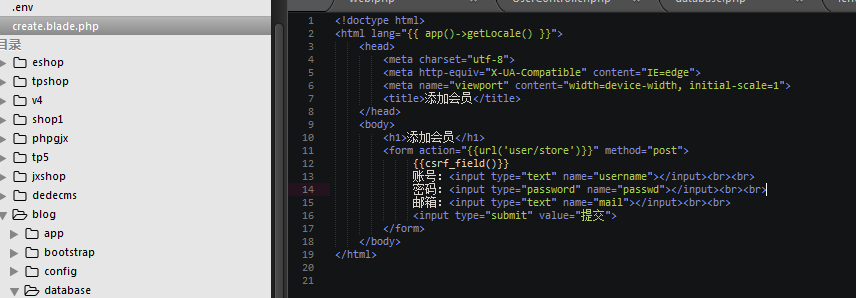 .env
create.blade.php
目录
eshop
tpshop
v4
shop1
phpgjx
tp5
jxshop
dedecms
blog
app
bootstrap
config
database
1 <!doctype html>
2 <html lang="{{ app()->getLocale() }}">
3 <head>
4 <meta charset="utf-8">
5 <meta http-equiv="X-UA-Compatible" content="IE=edge">
6 <meta name="viewport" content="width=device-width, initial-scale=1">
7 <title>添加会员</title>
8 </head>
9 <body>
10 <h1>添加会员</h1>
11 <form action="{{url('user/store')}}" method="post">
12 {{csrf_field()}}
13 账号：<input type="text" name="username"></input><br><br>
14 密码：<input type="password" name="passwd"></input><br><br>
15 邮箱：<input type="text" name="mail"></input><br><br>
16 <input type="submit" value="提交">
17 </form>
18 </body>
19 </html>
20
21